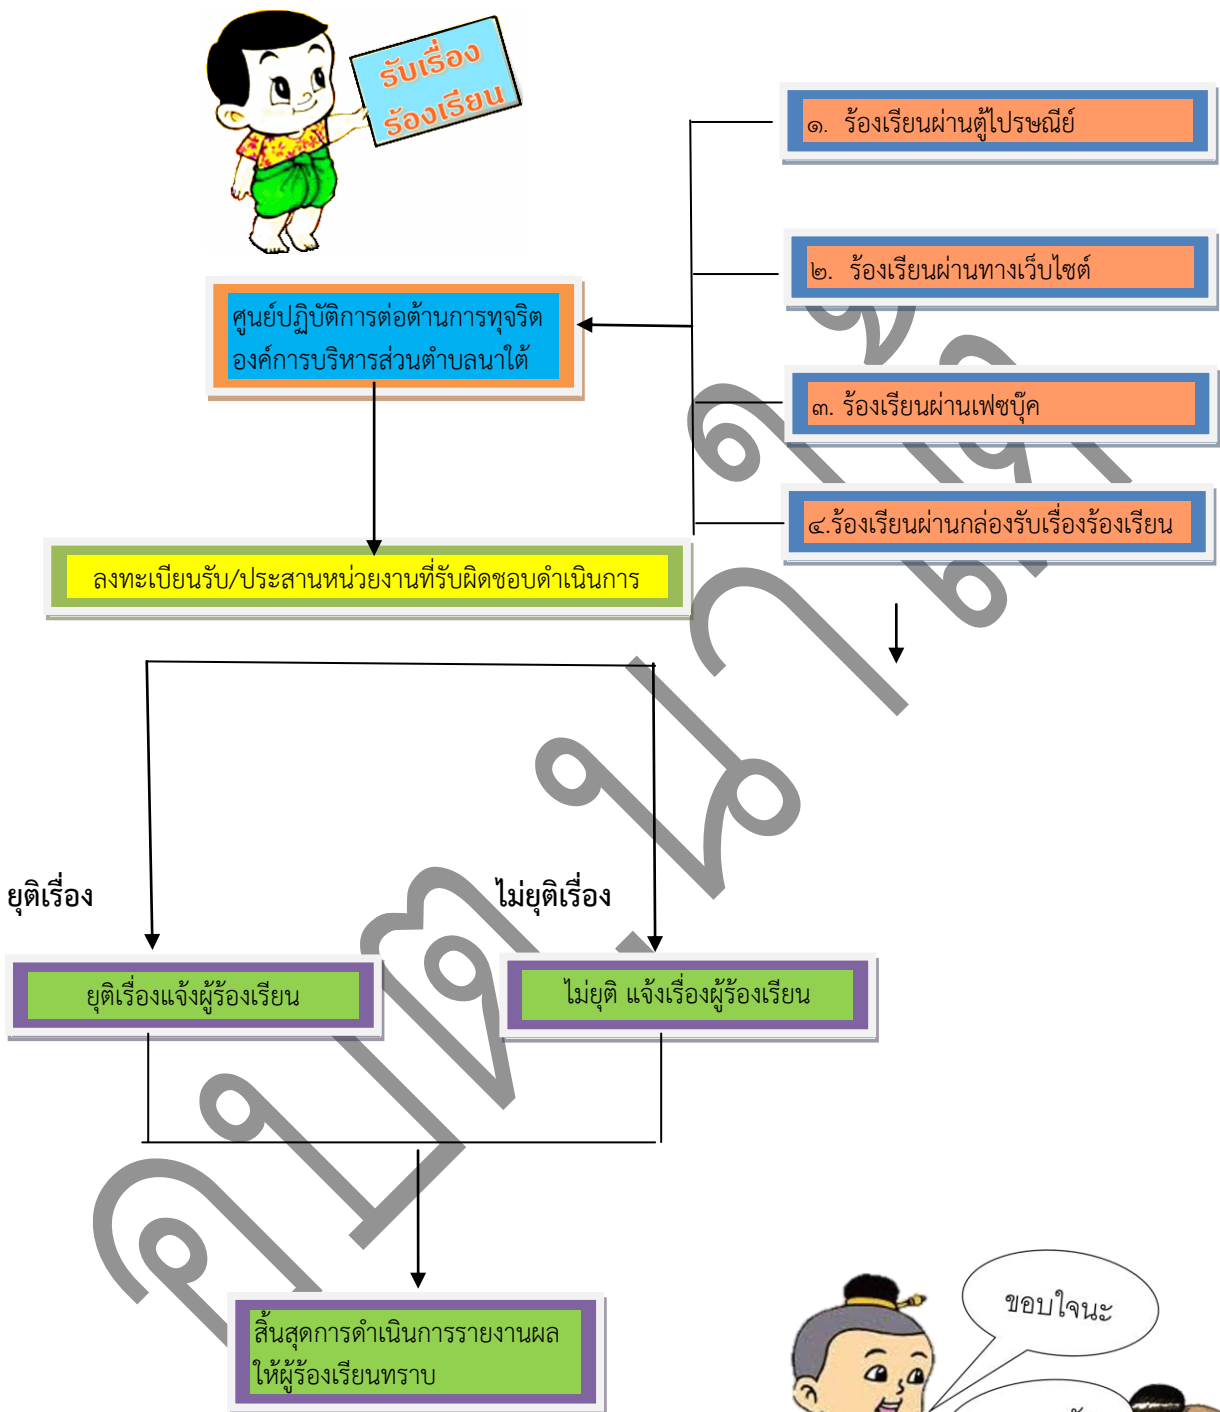 รับเรื่อง
ร้องเรียน
๑. ร้องเรียนผ่านตู้ไปรษณีย์
๒. ร้องเรียนผ่านทางเว็บไซต์
ศูนย์ปฏิบัติการต่อต้านการทุจริต
องค์การบริหารส่วนตำบลนาใต้
๓. ร้องเรียนผ่านเฟซบุ๊ค
๔.ร้องเรียนผ่านกล่องรับเรื่องร้องเรียน
ลงทะเบียนรับ/ประสานหน่วยงานที่รับผิดชอบดำเนินการ
ยุติเรื่อง
ไม่ยุติเรื่อง
ยุติเรื่องแจ้งผู้ร้องเรียน
ไม่ยุติ แจ้งเรื่องผู้ร้องเรียน
สิ้นสุดการดำเนินการรายงานผล
ให้ผู้ร้องเรียนทราบ
ขอบใจนะ
อบต.นาใต้